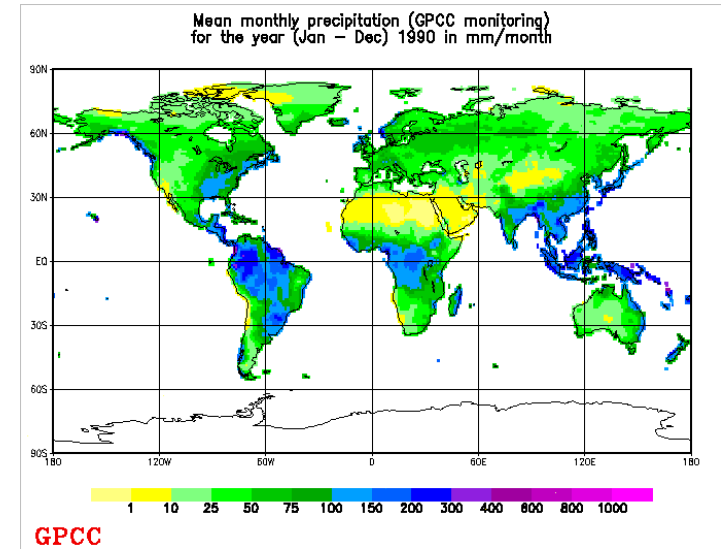 Mean monthly precipitation (GPCC monitoring)
for the year (Jan – Dec) 1990 in mm/month
90N
60N
30N
EQ
30S
60S
90S
180 120W 60W 0 60E 120E 180
1 10 25 50 75 100 150 200 300 400 600 800 1000
GPCC